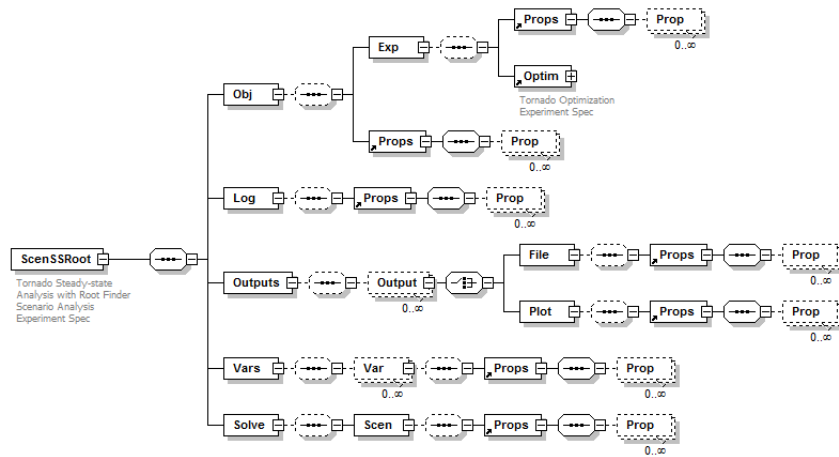 Props
Prop
0..∞
Exp
Optim
Tornado Optimization
Experiment Spec
Obj
Props
Prop
0..∞
Log
Props
Prop
0..∞
ScenSSRoot
Tornado Steady-state
Analysis with Root Finder
Scenario Analysis
Experiment Spec
Outputs
Output
0..∞
File
Props
Prop
0..∞
Plot
Props
Prop
0..∞
Vars
Var
0..∞
Props
Prop
0..∞
Solve
Scen
Props
Prop
0..∞